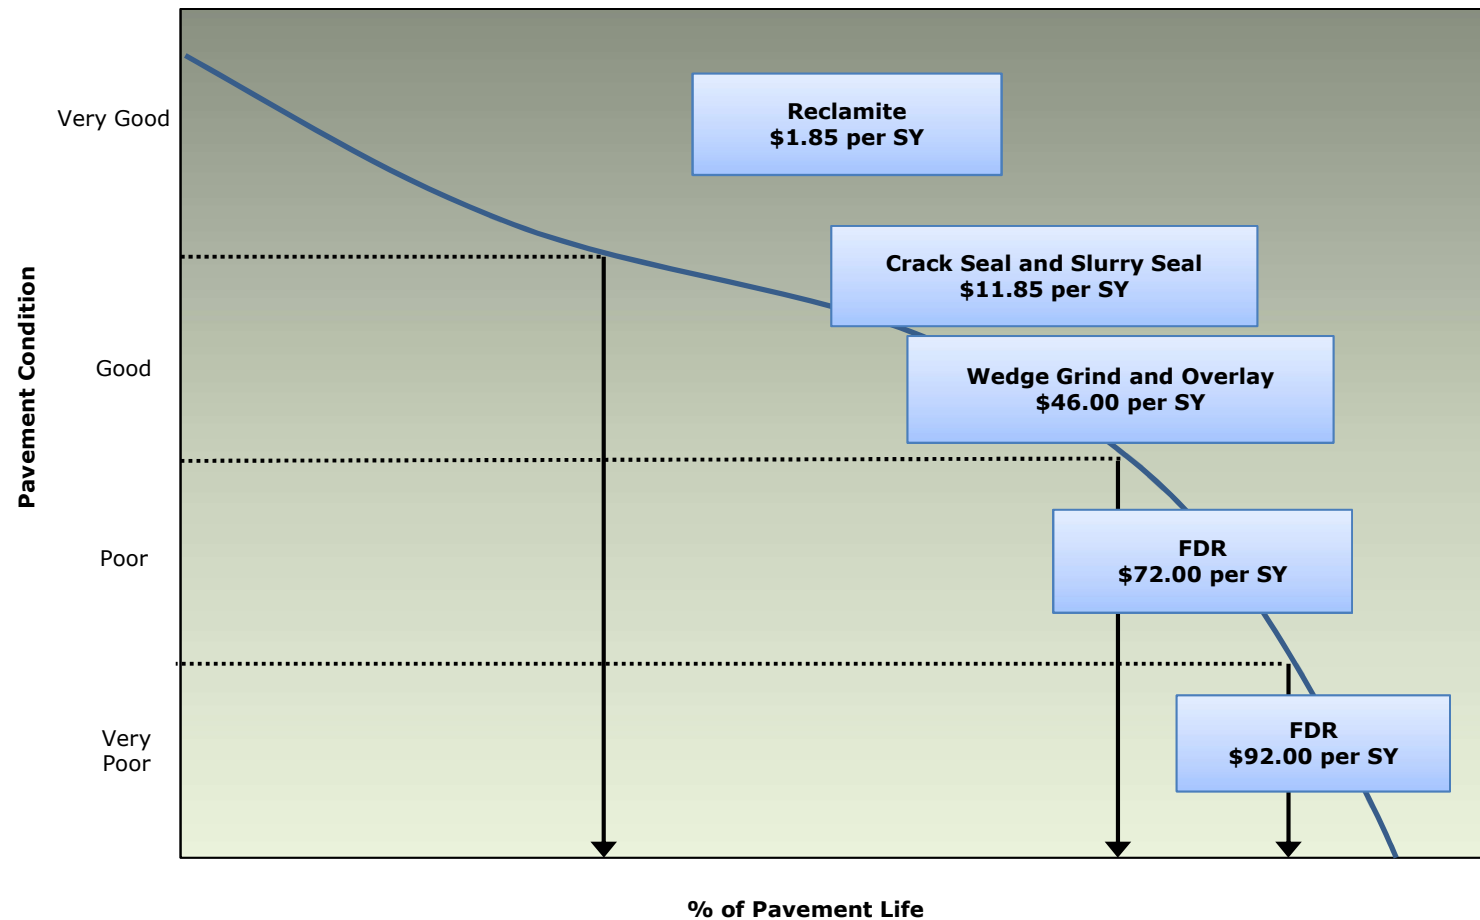 Very Good
Good
Poor
Very
Poor
Pavement Condition
Reclamite
$1.85 per SY
Crack Seal and Slurry Seal
$11.85 per SY
Wedge Grind and Overlay
$46.00 per SY
FDR
$72.00 per SY
FDR
$92.00 per SY
% of Pavement Life